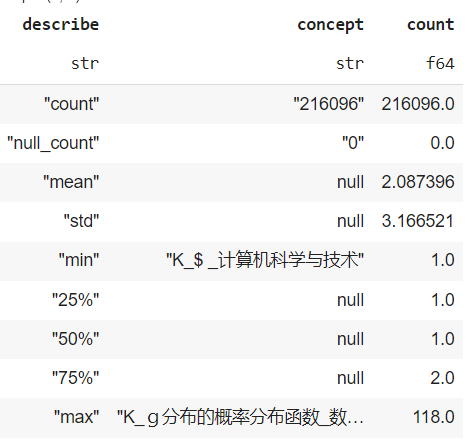 describe concept count
str str f64
"count" "216096" 216096.0
"null_count" "0" 0.0
"mean" null 2.087396
"std" null 3.166521
"min" "K_$ _计算机科学与技术" 1.0
"25%" null 1.0
"50%" null 1.0
"75%" null 2.0
"max" "K_ｇ分布的概率分布函数_数… 118.0